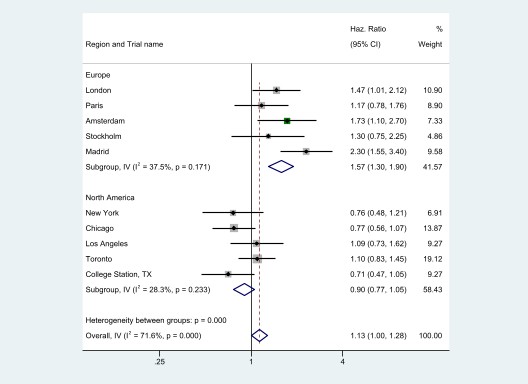 Haz. Ratio %
Region and Trial name (95% CI) Weight
Europe
London 1.47 (1.01, 2.12) 10.90
Paris 1.17 (0.78, 1.76) 8.90
Amsterdam 1.73 (1.10, 2.70) 7.33
Stockholm 1.30 (0.75, 2.25) 4.86
Madrid 2.30 (1.55, 3.40) 9.58
Subgroup, IV (I² = 37.5%, p = 0.171) 1.57 (1.30, 1.90) 41.57
North America
New York 0.76 (0.48, 1.21) 6.91
Chicago 0.77 (0.56, 1.07) 13.87
Los Angeles 1.09 (0.73, 1.62) 9.27
Toronto 1.10 (0.83, 1.45) 19.12
College Station, TX 0.71 (0.47, 1.05) 9.27
Subgroup, IV (I² = 28.3%, p = 0.233) 0.90 (0.77, 1.05) 58.43
Heterogeneity between groups: p = 0.000
Overall, IV (I² = 71.6%, p = 0.000) 1.13 (1.00, 1.28) 100.00
.25 1 4